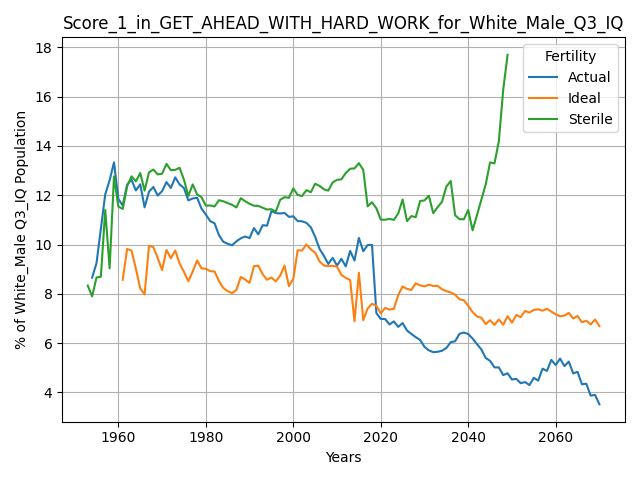 Score_1_in_GET_AHEAD_WITH_HARD_WORK_for_White_Male_Q3_IQ
Fertility
Actual
Ideal
Sterile
% of White_Male Q3_IQ Population
18
16
14
12
10
8
6
4
1960 1980 2000 2020 2040 2060
Years